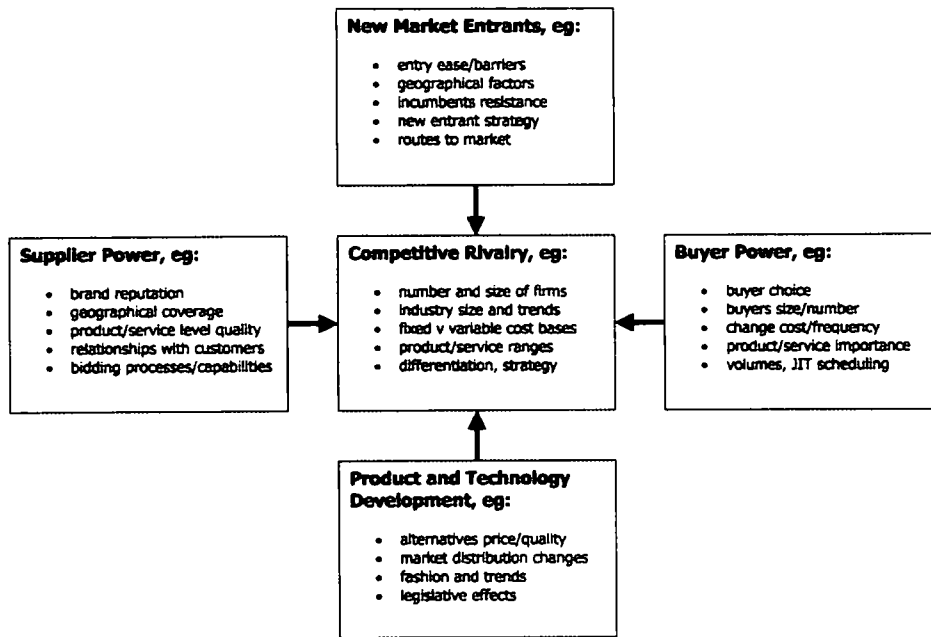 New Market Entrants, eg:
• entry ease/barriers
• geographical factors
• incumbents resistance
• new entrant strategy
• routes to market
Supplier Power, eg:
• brand reputation
• geographical coverage
• product/service level quality
• relationships with customers
• bidding processes/capabilities
Competitive Rivalry, eg:
• number and size of firms
• industry size and trends
• fixed v variable cost bases
• product/service ranges
• differentiation, strategy
Buyer Power, eg:
• buyer choice
• buyers size/number
• change cost/frequency
• product/service importance
• volumes, JIT scheduling
Product and Technology
Development, eg:
• alternatives price/quality
• market distribution changes
• fashion and trends
• legislative effects